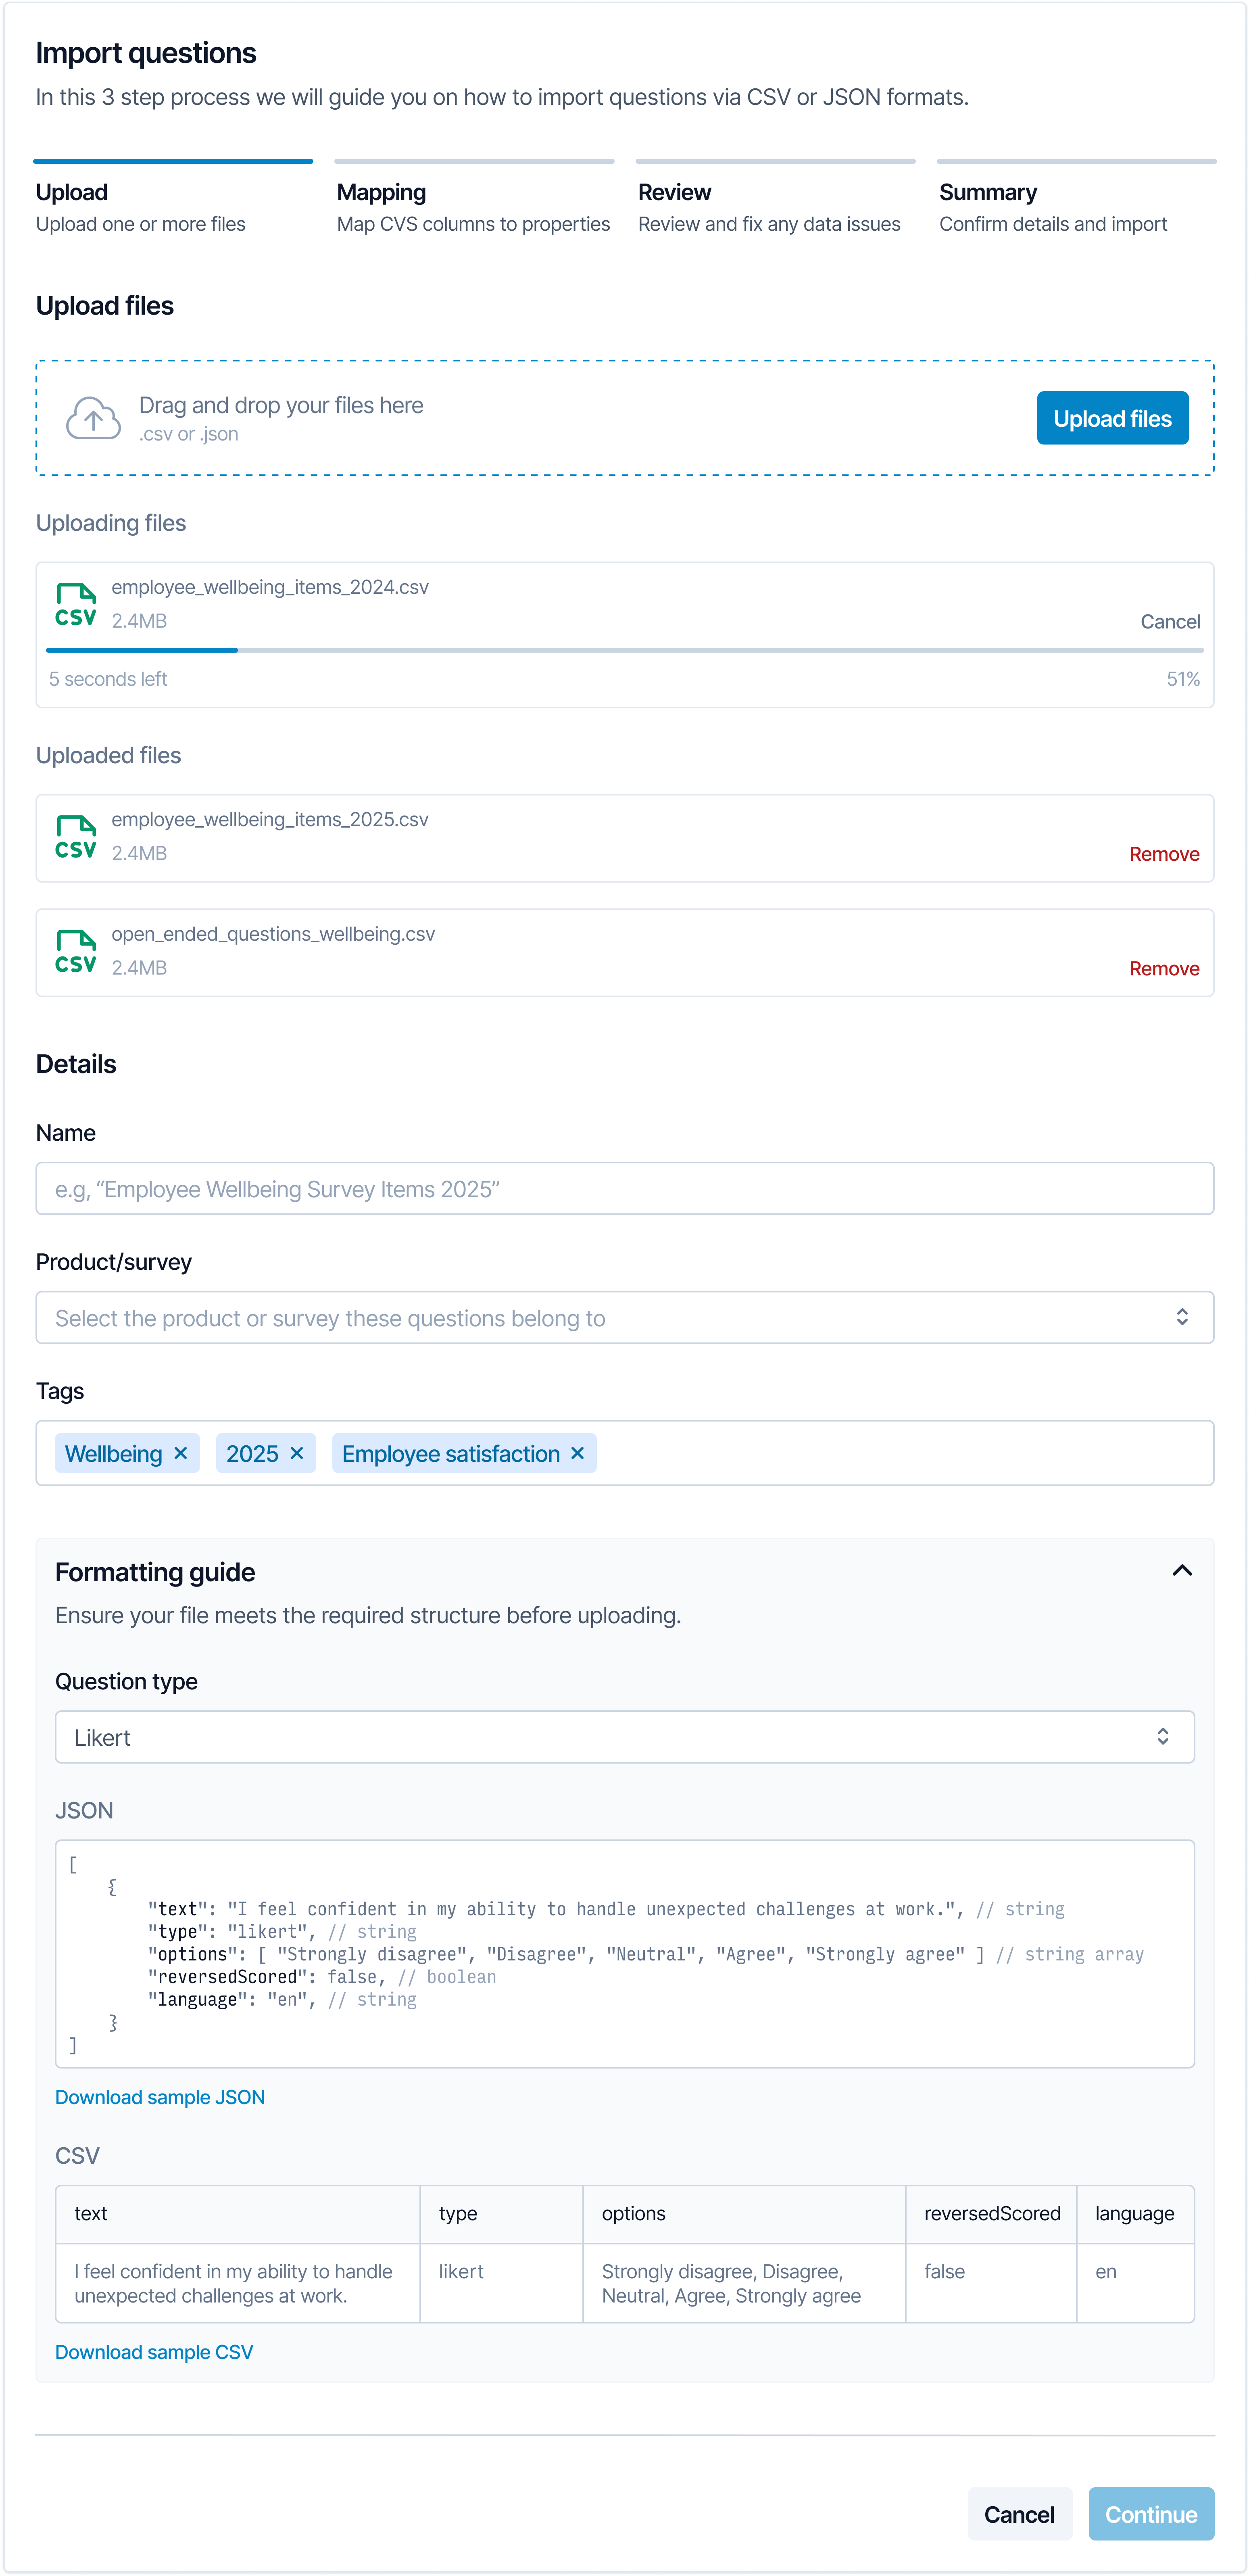 Import questions
In this 3 step process we will guide you on how to import questions via CSV or JSON formats.
Upload
Upload one or more files
Mapping
Map CVS columns to properties
Review
Review and fix any data issues
Summary
Confirm details and import
Upload files
Drag and drop your files here
.csv or .json
Upload files
Uploading files
CSV
employee_wellbeing_items_2024.csv
2.4MB
Cancel
5 seconds left
51%
Uploaded files
CSV
employee_wellbeing_items_2025.csv
2.4MB
Remove
CSV
open_ended_questions_wellbeing.csv
2.4MB
Remove
Details
Name
e.g, “Employee Wellbeing Survey Items 2025”
Product/survey
Select the product or survey these questions belong to
Tags
Wellbeing ×
2025 ×
Employee satisfaction ×
Formatting guide
Ensure your file meets the required structure before uploading.
Question type
Likert
JSON
[
{
"text": "I feel confident in my ability to handle unexpected challenges at work.", // string
"type": "likert", // string
"options": [ "Strongly disagree", "Disagree", "Neutral", "Agree", "Strongly agree" ] // string array
"reversedScored": false, // boolean
"language": "en", // string
}
]
Download sample JSON
CSV
text
type
options
reversedScored
language
I feel confident in my ability to handle
unexpected challenges at work.
likert
Strongly disagree, Disagree,
Neutral, Agree, Strongly agree
false
en
Download sample CSV
Cancel
Continue